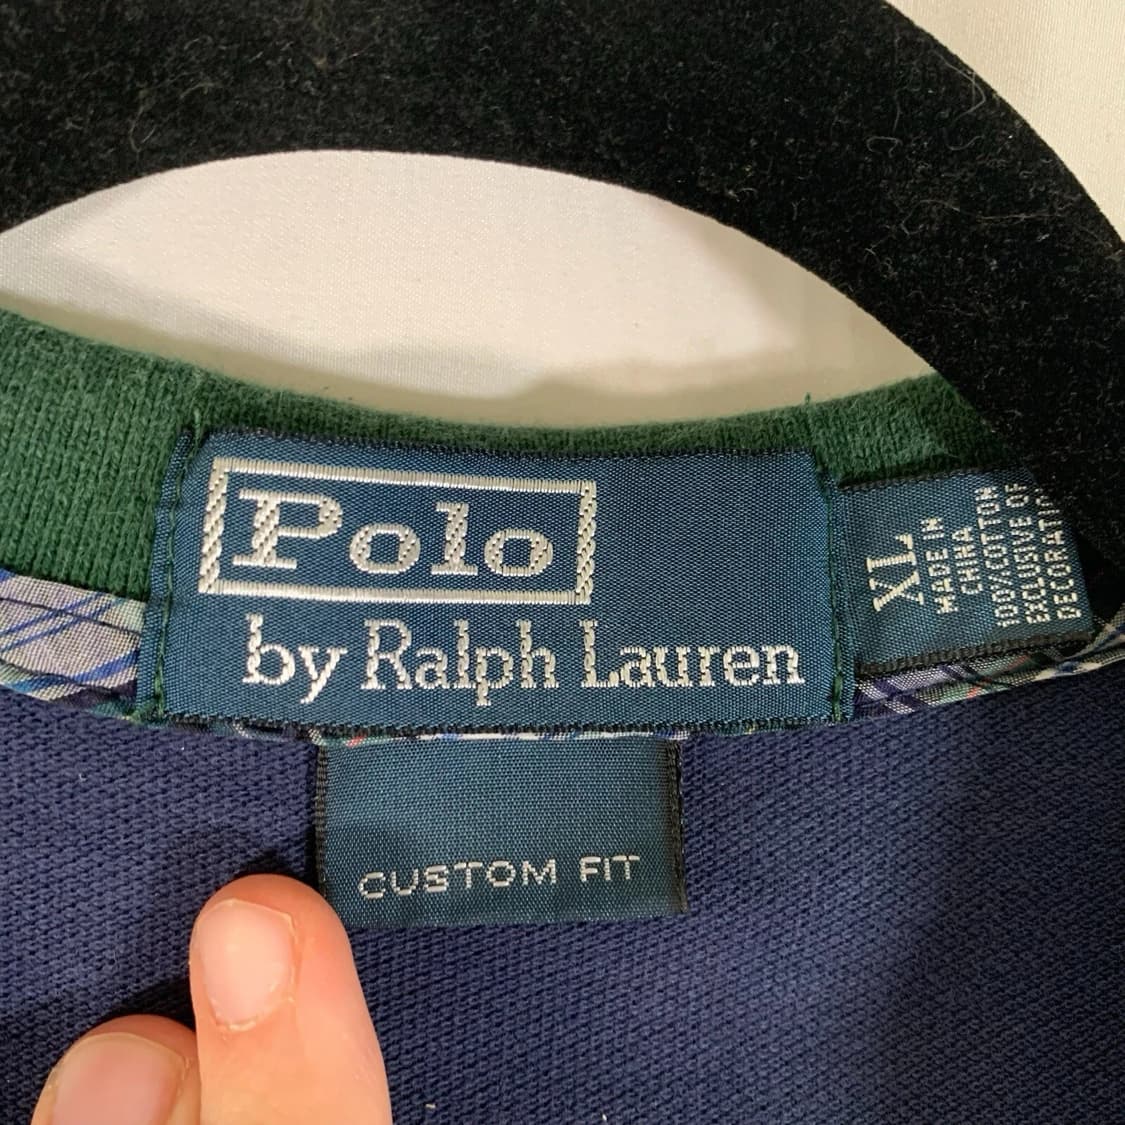 Polo
by Ralph Lauren
XL
MADE IN
CHINA
100% COTTON
EXCLUSIVE OF
DECORATION
CUSTOM FIT